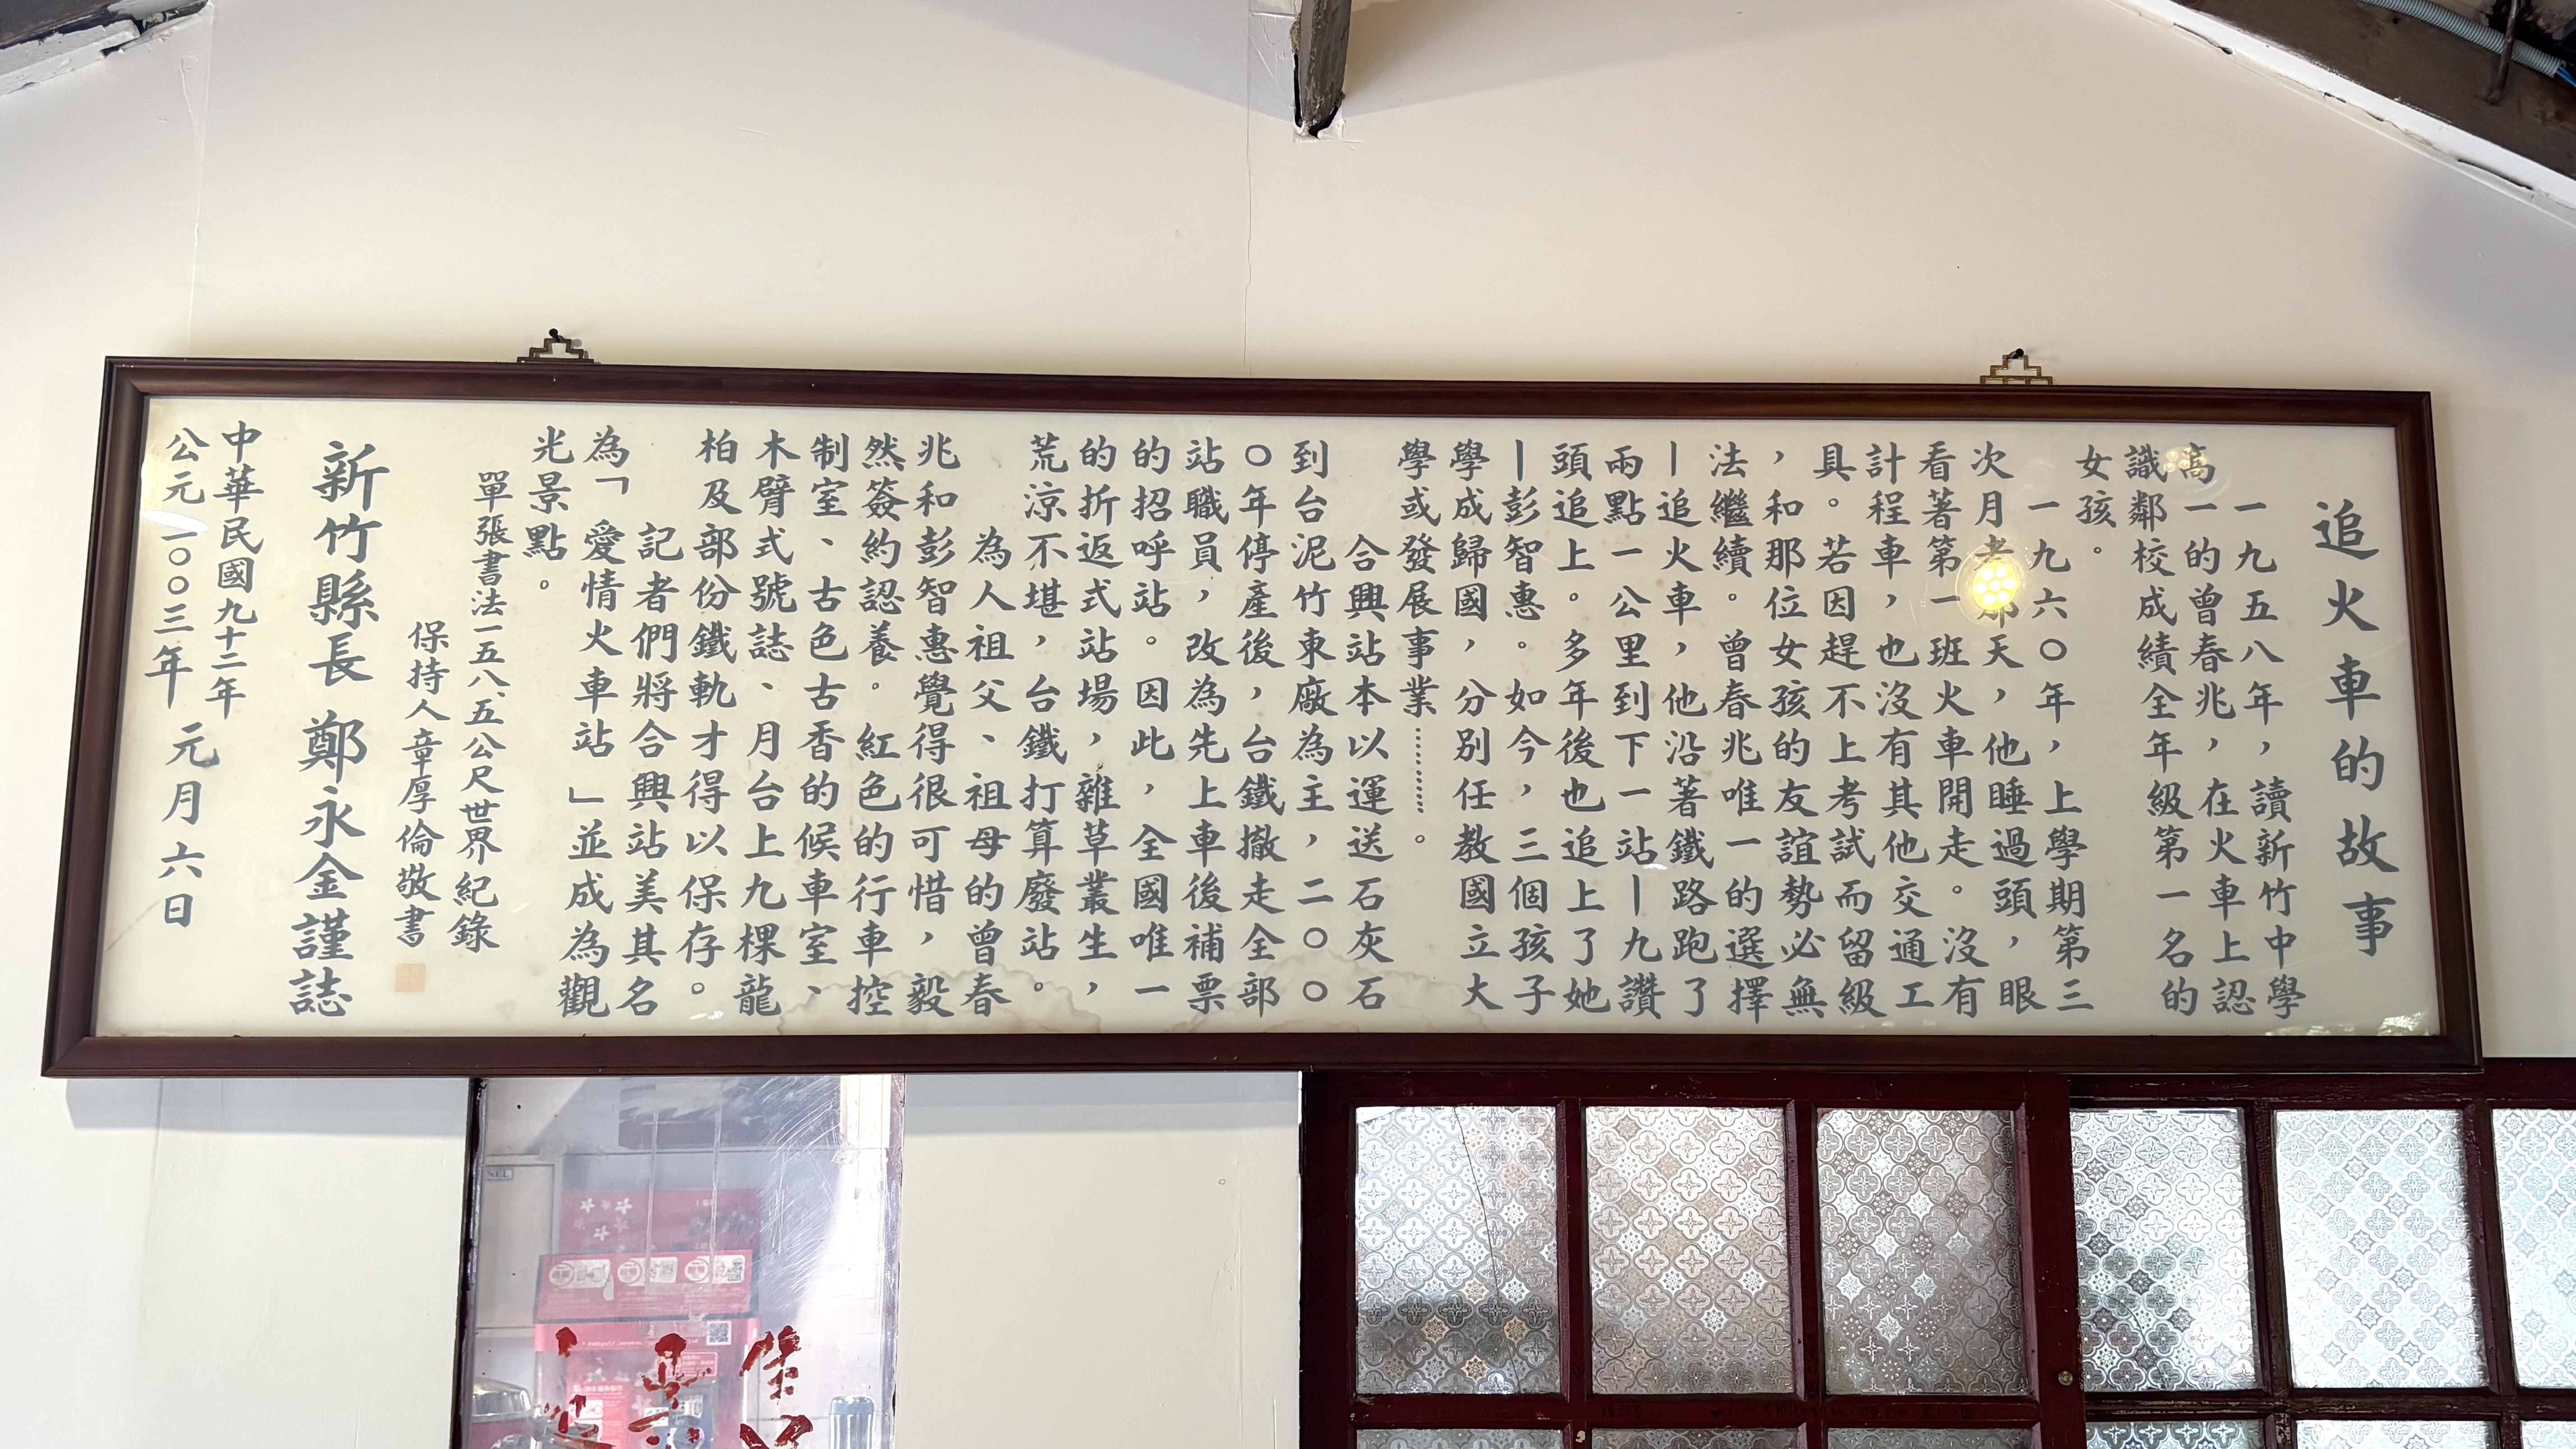 追火車的故事
一九五八年，讀新竹中學
高一的曾春兆，在火車上認
識鄰校成績全年級第一名的
女孩。
一九六〇年，上學期第三
次月考那天，他睡過頭，眼
看著第一班火車開走。沒有
計程車，也沒有其他交通工
具。若因趕不上考試而留級
，和那位女孩的友誼勢必無
法繼續。曾春兆唯一的選擇
—追火車，他沿著鐵路跑了
兩點一公里到下一站—九讚
頭追上。多年後也追上了她
—彭智惠。如今，三個孩子
學成歸國，分別任教國立大
學或發展事業………。
合興站本以運送石灰石
到台泥竹東廠為主，二〇〇
〇年停產後，台鐵撤走全部
站職員，改為先上車後補票
的招呼站。因此，全國唯一
的折返式站場，雜草叢生，
荒涼不堪，台鐵打算廢站。
為人祖父、祖母的曾春
兆和彭智惠覺得很可惜，毅
然簽約認養。紅色的行車控
制室、古色古香的候車室、
木臂式號誌、月台上九棵龍
柏及部份鐵軌才得以保存。
記者們將合興站美其名
為「愛情火車站」並成為觀
光景點。
單張書法一五八、五公尺世界紀錄
保持人章厚倫敬書
新竹縣長 鄭永金謹誌
中華民國九十二年
公元二〇〇三年 元月六日